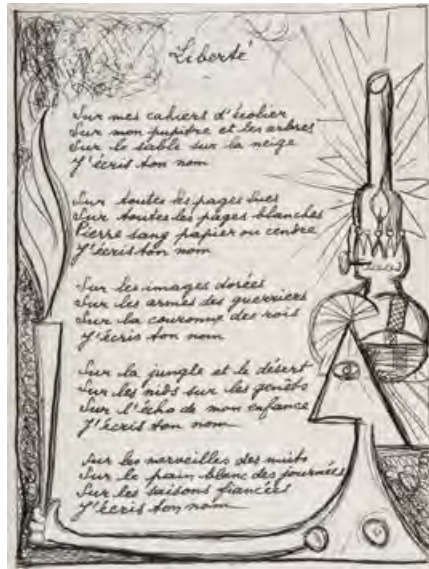 Liberté
Sur mes cahiers d'écolier
Sur mon pupitre et les arbres
Sur le sable sur la neige
J'écris ton nom
Sur toutes les pages lues
Sur toutes les pages blanches
Pierre sang papier ou cendre
J'écris ton nom
Sur les images dorées
Sur les armes des guerriers
Sur la couronne des rois
J'écris ton nom
Sur la jungle et le désert
Sur les nids sur les genêts
Sur l'écho de mon enfance
J'écris ton nom
Sur les merveilles des nuits
Sur le pain blanc des journées
Sur les saisons fiancées
J'écris ton nom